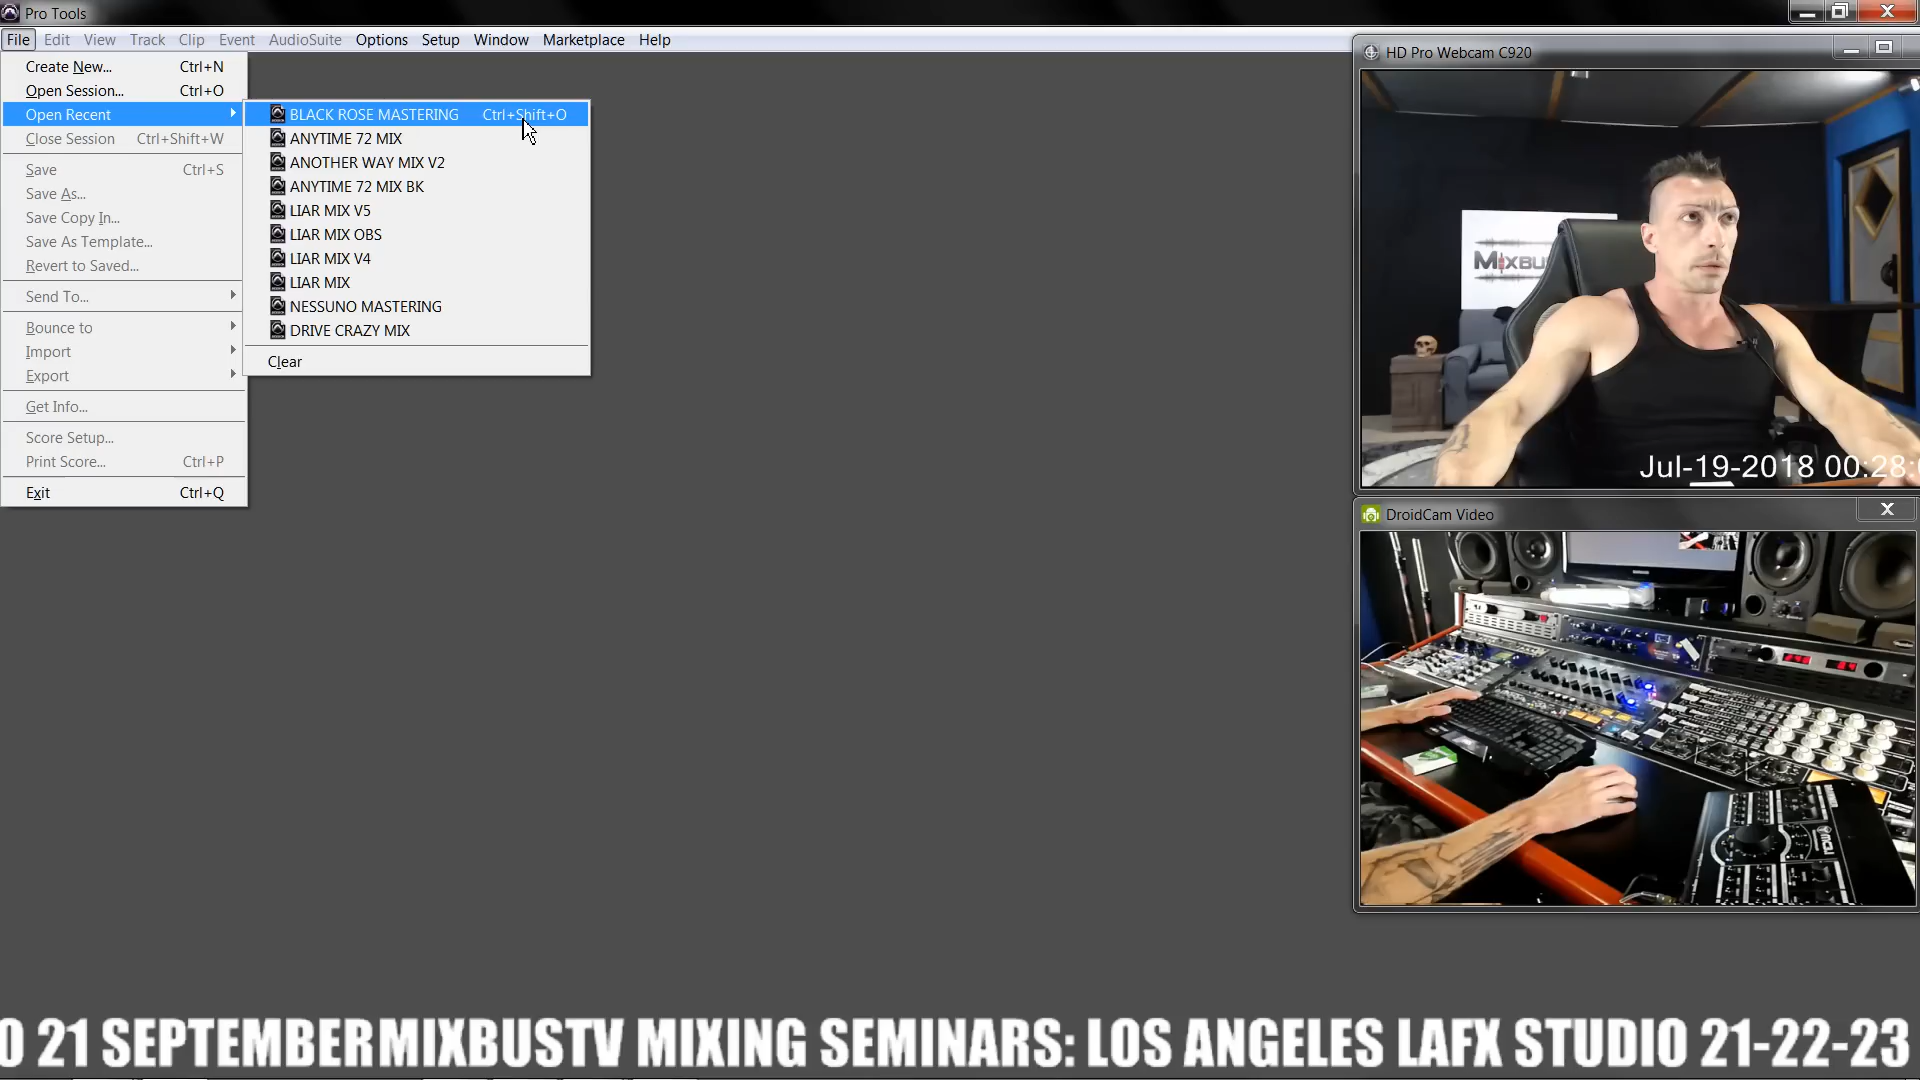 Pro Tools
File Edit View Track Clip Event AudioSuite Options Setup Window Marketplace Help
Create New... Ctrl+N
Open Session... Ctrl+O
Open Recent
Close Session Ctrl+Shift+W
Save Ctrl+S
Save As...
Save Copy In...
Save As Template...
Revert to Saved...
Send To...
Bounce to
Import
Export
Get Info...
Score Setup...
Print Score... Ctrl+P
Exit Ctrl+Q
BLACK ROSE MASTERING Ctrl+Shift+O
ANYTIME 72 MIX
ANOTHER WAY MIX V2
ANYTIME 72 MIX BK
LIAR MIX V5
LIAR MIX OBS
LIAR MIX V4
LIAR MIX
NESSUNO MASTERING
DRIVE CRAZY MIX
Clear
HD Pro Webcam C920
MIXBUS
Jul-19-2018 00:28:
DroidCam Video
O 21 SEPTEMBERMIXBUSTV MIXING SEMINARS: LOS ANGELES LAFX STUDIO 21-22-23